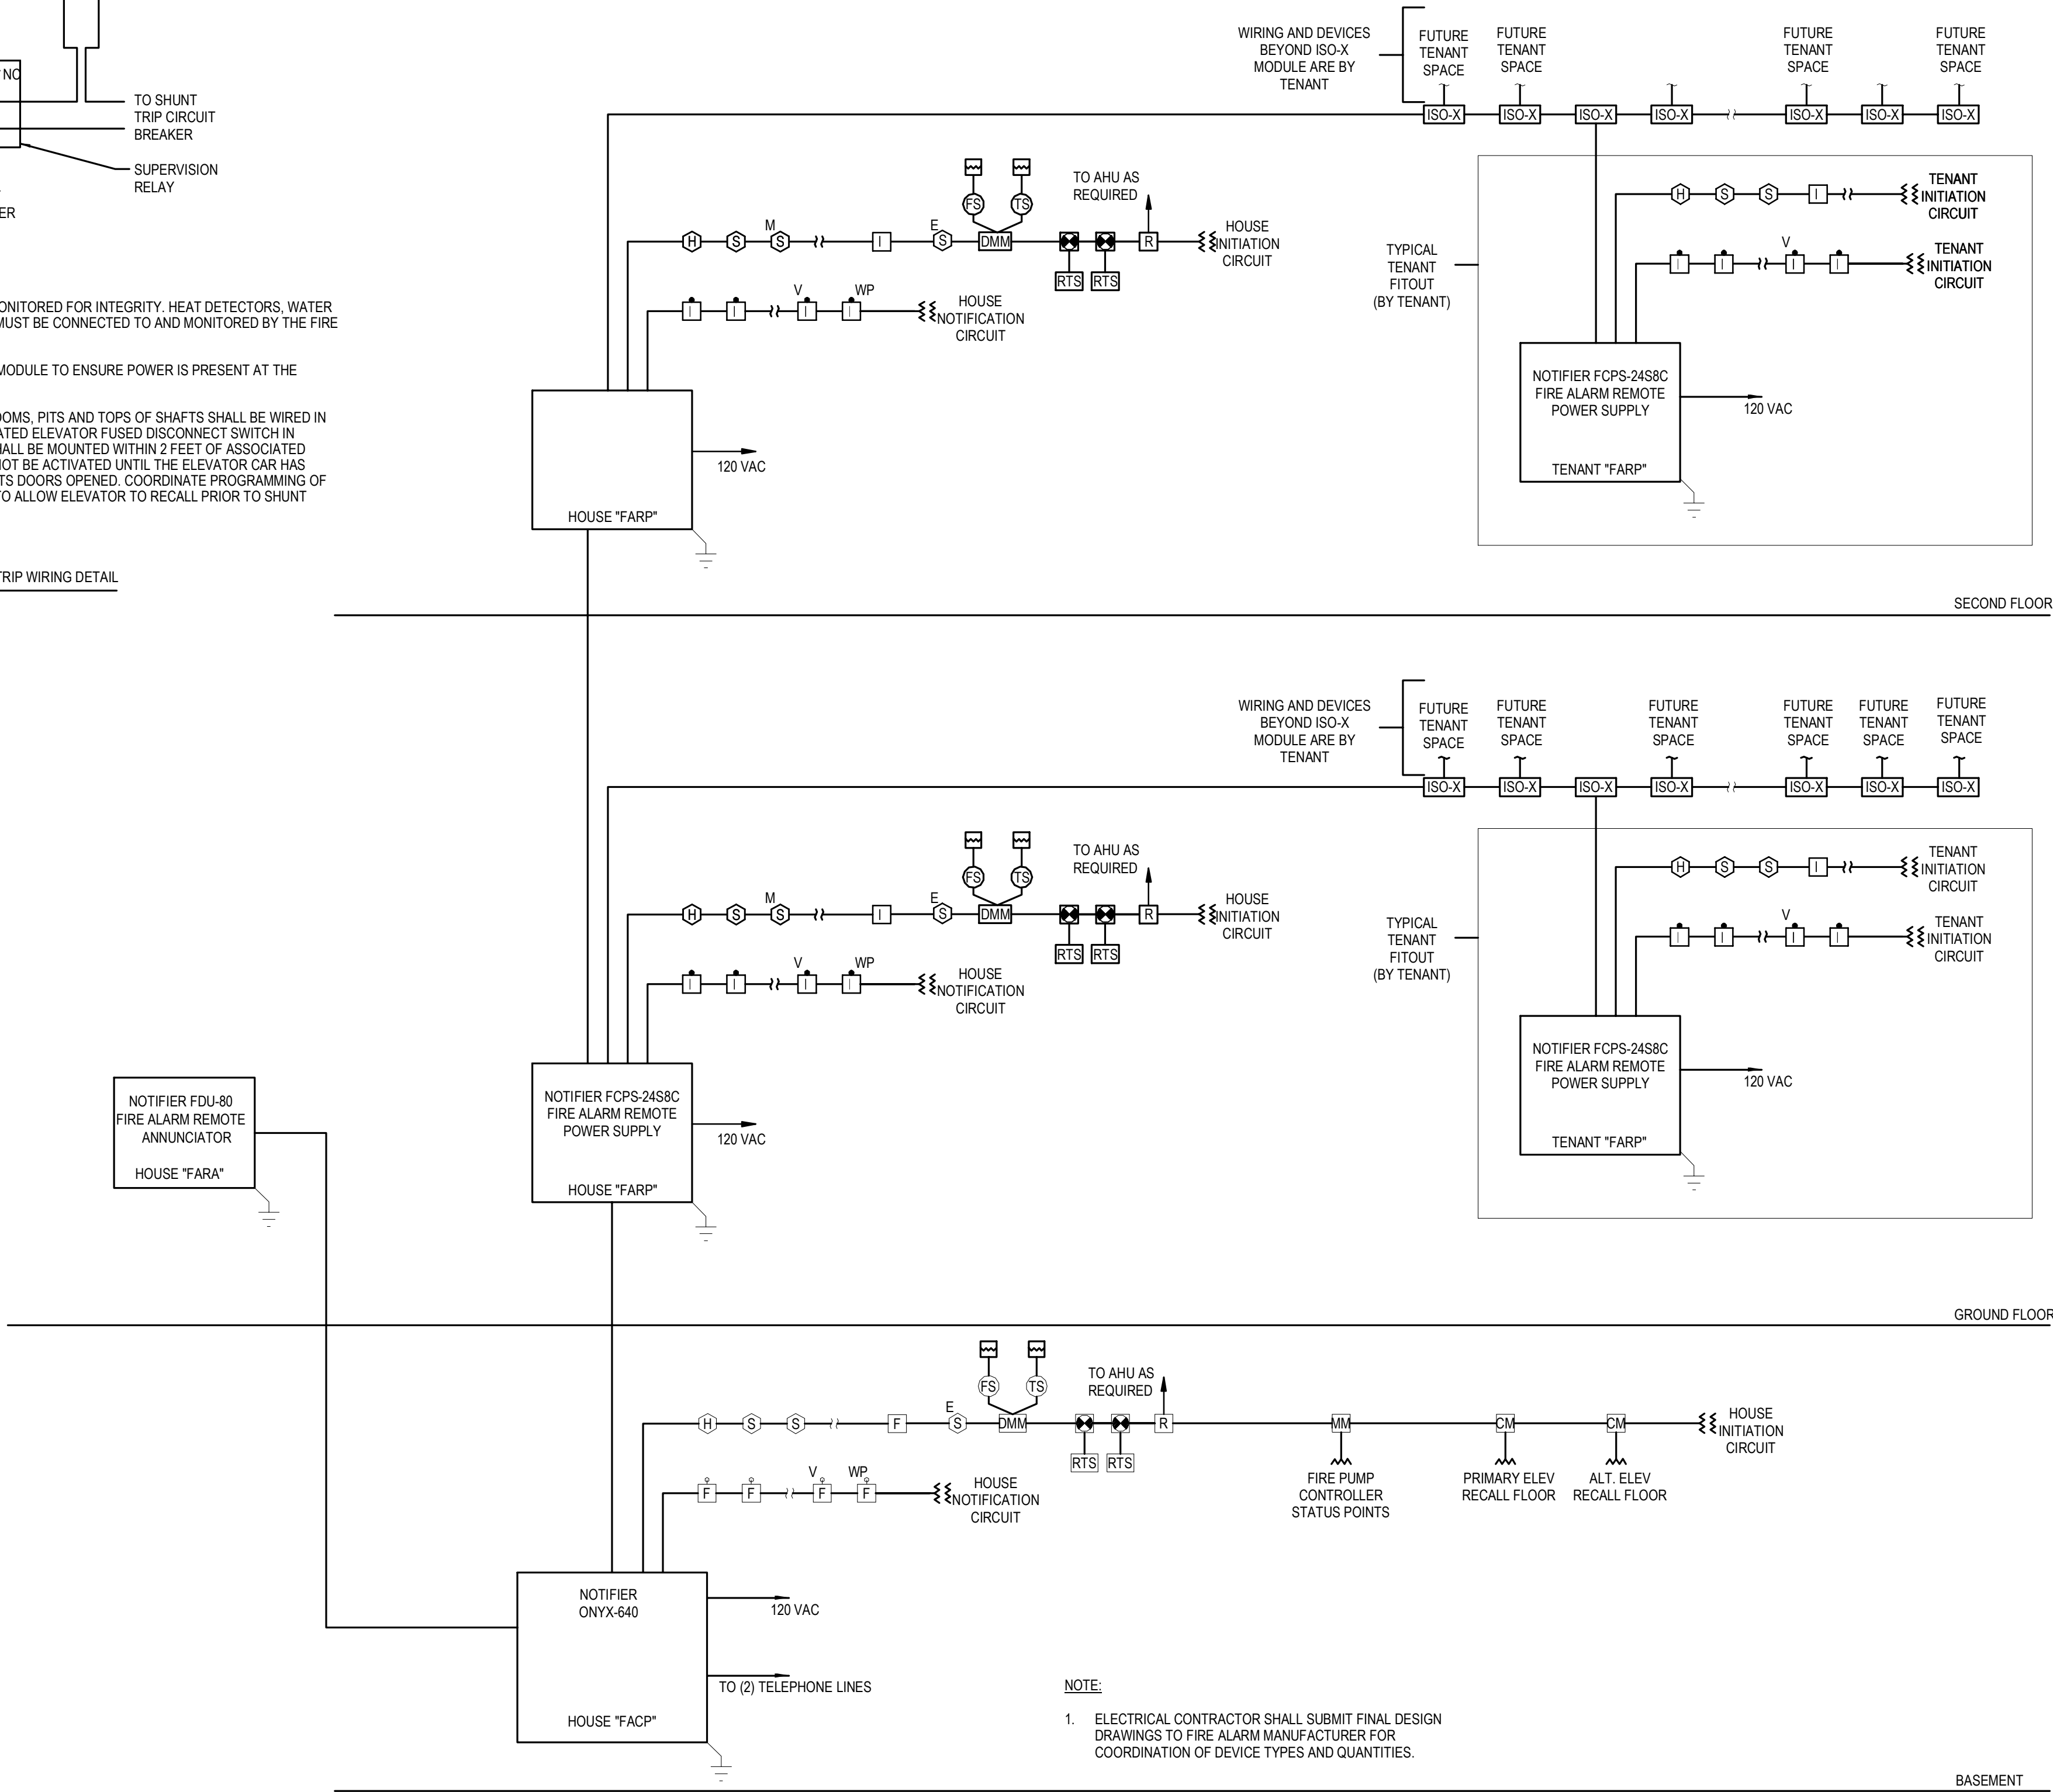 NC
TO SHUNT
TRIP CIRCUIT
BREAKER
SUPERVISION
RELAY
ER
ONITORED FOR INTEGRITY. HEAT DETECTORS, WATER
MUST BE CONNECTED TO AND MONITORED BY THE FIRE
MODULE TO ENSURE POWER IS PRESENT AT THE
OOMS, PITS AND TOPS OF SHAFTS SHALL BE WIRED IN
ATED ELEVATOR FUSED DISCONNECT SWITCH IN
HALL BE MOUNTED WITHIN 2 FEET OF ASSOCIATED
NOT BE ACTIVATED UNTIL THE ELEVATOR CAR HAS
TS DOORS OPENED. COORDINATE PROGRAMMING OF
TO ALLOW ELEVATOR TO RECALL PRIOR TO SHUNT
TRIP WIRING DETAIL
WIRING AND DEVICES
BEYOND ISO-X
MODULE ARE BY
TENANT
FUTURE
TENANT
SPACE
FUTURE
TENANT
SPACE
FUTURE
TENANT
SPACE
FUTURE
TENANT
SPACE
ISO-X ISO-X ISO-X ISO-X ISO-X ISO-X ISO-X
FS TS
TO AHU AS
REQUIRED
M E
H S S I S DMM R
RTS RTS
HOUSE
INITIATION
CIRCUIT
V WP
I I I I
HOUSE
NOTIFICATION
CIRCUIT
120 VAC
HOUSE "FARP"
TYPICAL
TENANT
FITOUT
(BY TENANT)
H S S I
TENANT
INITIATION
CIRCUIT
V
I I I I
TENANT
INITIATION
CIRCUIT
NOTIFIER FCPS-24S8C
FIRE ALARM REMOTE
POWER SUPPLY
120 VAC
TENANT "FARP"
SECOND FLOOR
WIRING AND DEVICES
BEYOND ISO-X
MODULE ARE BY
TENANT
FUTURE
TENANT
SPACE
FUTURE
TENANT
SPACE
FUTURE
TENANT
SPACE
FUTURE
TENANT
SPACE
FUTURE
TENANT
SPACE
FUTURE
TENANT
SPACE
ISO-X ISO-X ISO-X ISO-X ISO-X ISO-X ISO-X
FS TS
TO AHU AS
REQUIRED
M E
H S S I S DMM R
RTS RTS
HOUSE
INITIATION
CIRCUIT
V WP
I I I I
HOUSE
NOTIFICATION
CIRCUIT
TYPICAL
TENANT
FITOUT
(BY TENANT)
H S S I
TENANT
INITIATION
CIRCUIT
V
I I I I
TENANT
INITIATION
CIRCUIT
NOTIFIER FCPS-24S8C
FIRE ALARM REMOTE
POWER SUPPLY
120 VAC
TENANT "FARP"
NOTIFIER FDU-80
FIRE ALARM REMOTE
ANNUNCIATOR
HOUSE "FARA"
NOTIFIER FCPS-24S8C
FIRE ALARM REMOTE
POWER SUPPLY
120 VAC
HOUSE "FARP"
GROUND FLOOR
FS TS
TO AHU AS
REQUIRED
E
H S S F S DMM R MM CM CM
RTS RTS
HOUSE
INITIATION
CIRCUIT
FIRE PUMP
CONTROLLER
STATUS POINTS
PRIMARY ELEV
RECALL FLOOR
ALT. ELEV
RECALL FLOOR
V WP
F F F F
HOUSE
NOTIFICATION
CIRCUIT
NOTIFIER
ONYX-640
120 VAC
TO (2) TELEPHONE LINES
HOUSE "FACP"
NOTE:
1. ELECTRICAL CONTRACTOR SHALL SUBMIT FINAL DESIGN
DRAWINGS TO FIRE ALARM MANUFACTURER FOR
COORDINATION OF DEVICE TYPES AND QUANTITIES.
BASEMENT